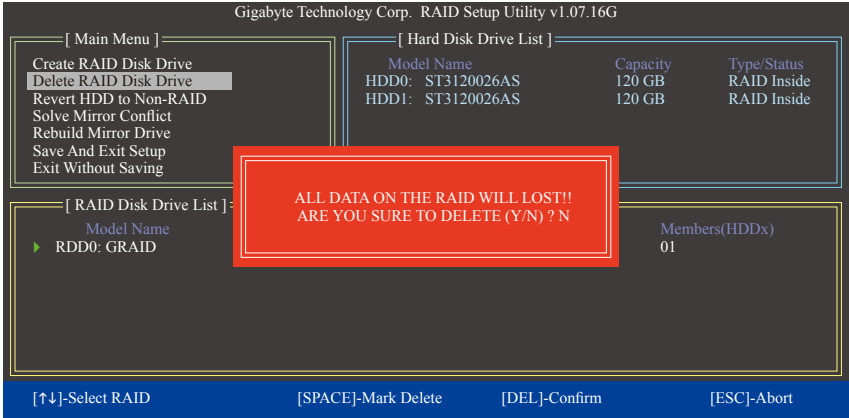 Gigabyte Technology Corp. RAID Setup Utility v1.07.16G
[ Main Menu ]
Create RAID Disk Drive
Delete RAID Disk Drive
Revert HDD to Non-RAID
Solve Mirror Conflict
Rebuild Mirror Drive
Save And Exit Setup
Exit Without Saving
[ Hard Disk Drive List ]
Model Name Capacity Type/Status
HDD0: ST3120026AS 120 GB RAID Inside
HDD1: ST3120026AS 120 GB RAID Inside
ALL DATA ON THE RAID WILL LOST!!
ARE YOU SURE TO DELETE (Y/N) ? N
[ RAID Disk Drive List ]
Model Name Members(HDDx)
RDD0: GRAID 01
[↑↓]-Select RAID [SPACE]-Mark Delete [DEL]-Confirm [ESC]-Abort